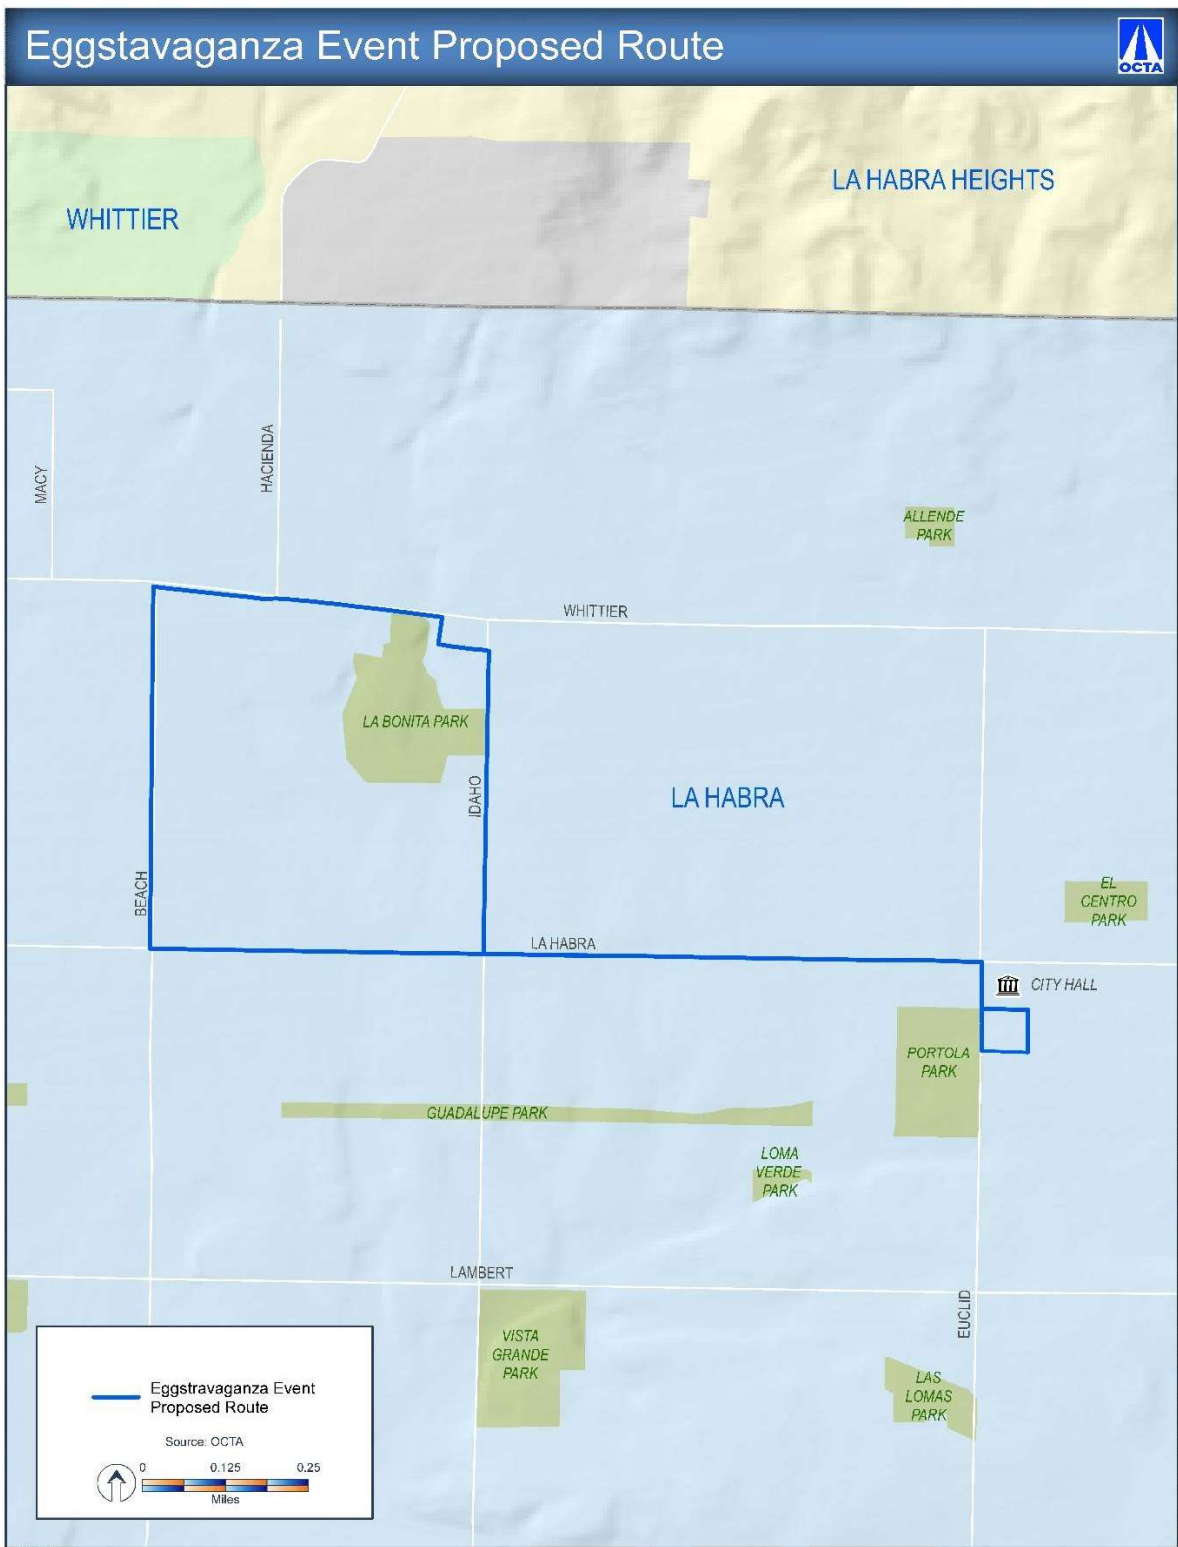 Eggstavaganza Event Proposed Route
OCTA
LA HABRA HEIGHTS
WHITTIER
HACIENDA
MACY
ALLENDE
PARK
WHITTIER
LA BONITA PARK
IDAHO
LA HABRA
BEACH
EL
CENTRO
PARK
LA HABRA
CITY HALL
PORTOLA
PARK
GUADALUPE PARK
LOMA
VERDE
PARK
LAMBERT
EUCLID
VISTA
GRANDE
PARK
LAS
LOMAS
PARK
Eggstravaganza Event
Proposed Route
Source: OCTA
0 0.125 0.25
Miles